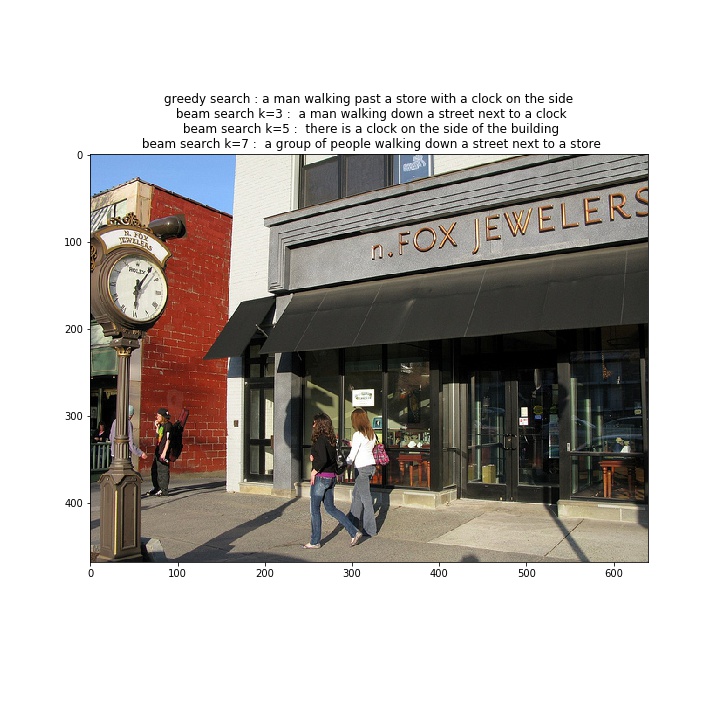 greedy search : a man walking past a store with a clock on the side
beam search k=3 :  a man walking down a street next to a clock
beam search k=5 :  there is a clock on the side of the building
beam search k=7 :  a group of people walking down a street next to a store
0
100
200
300
400
0 100 200 300 400 500 600
n. FOX JEWELERS
N. FOX
JEWELERS
ROLEX